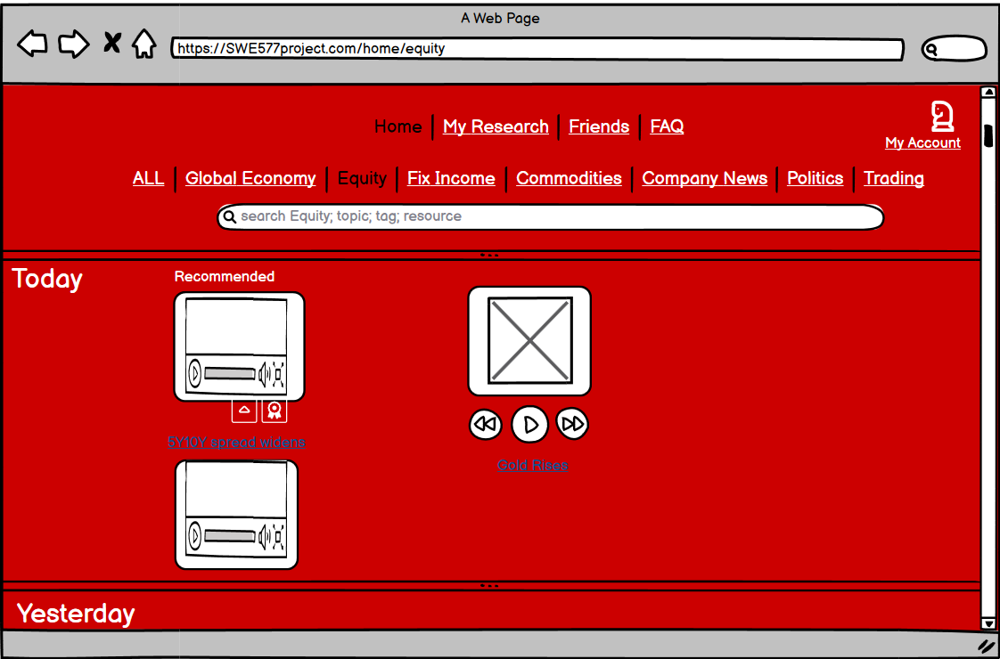 A Web Page
https://SWE577project.com/home/equity
Home My Research Friends FAQ
My Account
ALL Global Economy Equity Fix Income Commodities Company News Politics Trading
search Equity; topic; tag; resource
Today
Recommended
5Y10Y spread widens
Gold Rises
Yesterday